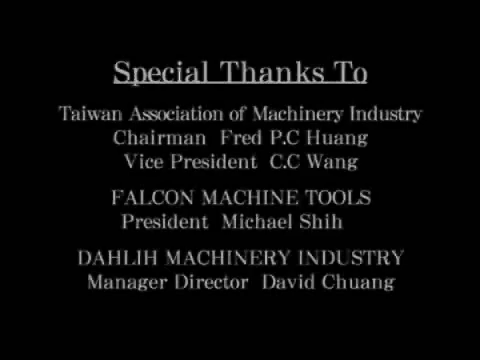 Special Thanks To
Taiwan Association of Machinery Industry
Chairman Fred P.C Huang
Vice President C.C Wang
FALCON MACHINE TOOLS
President Michael Shih
DAHLIH MACHINERY INDUSTRY
Manager Director David Chuang